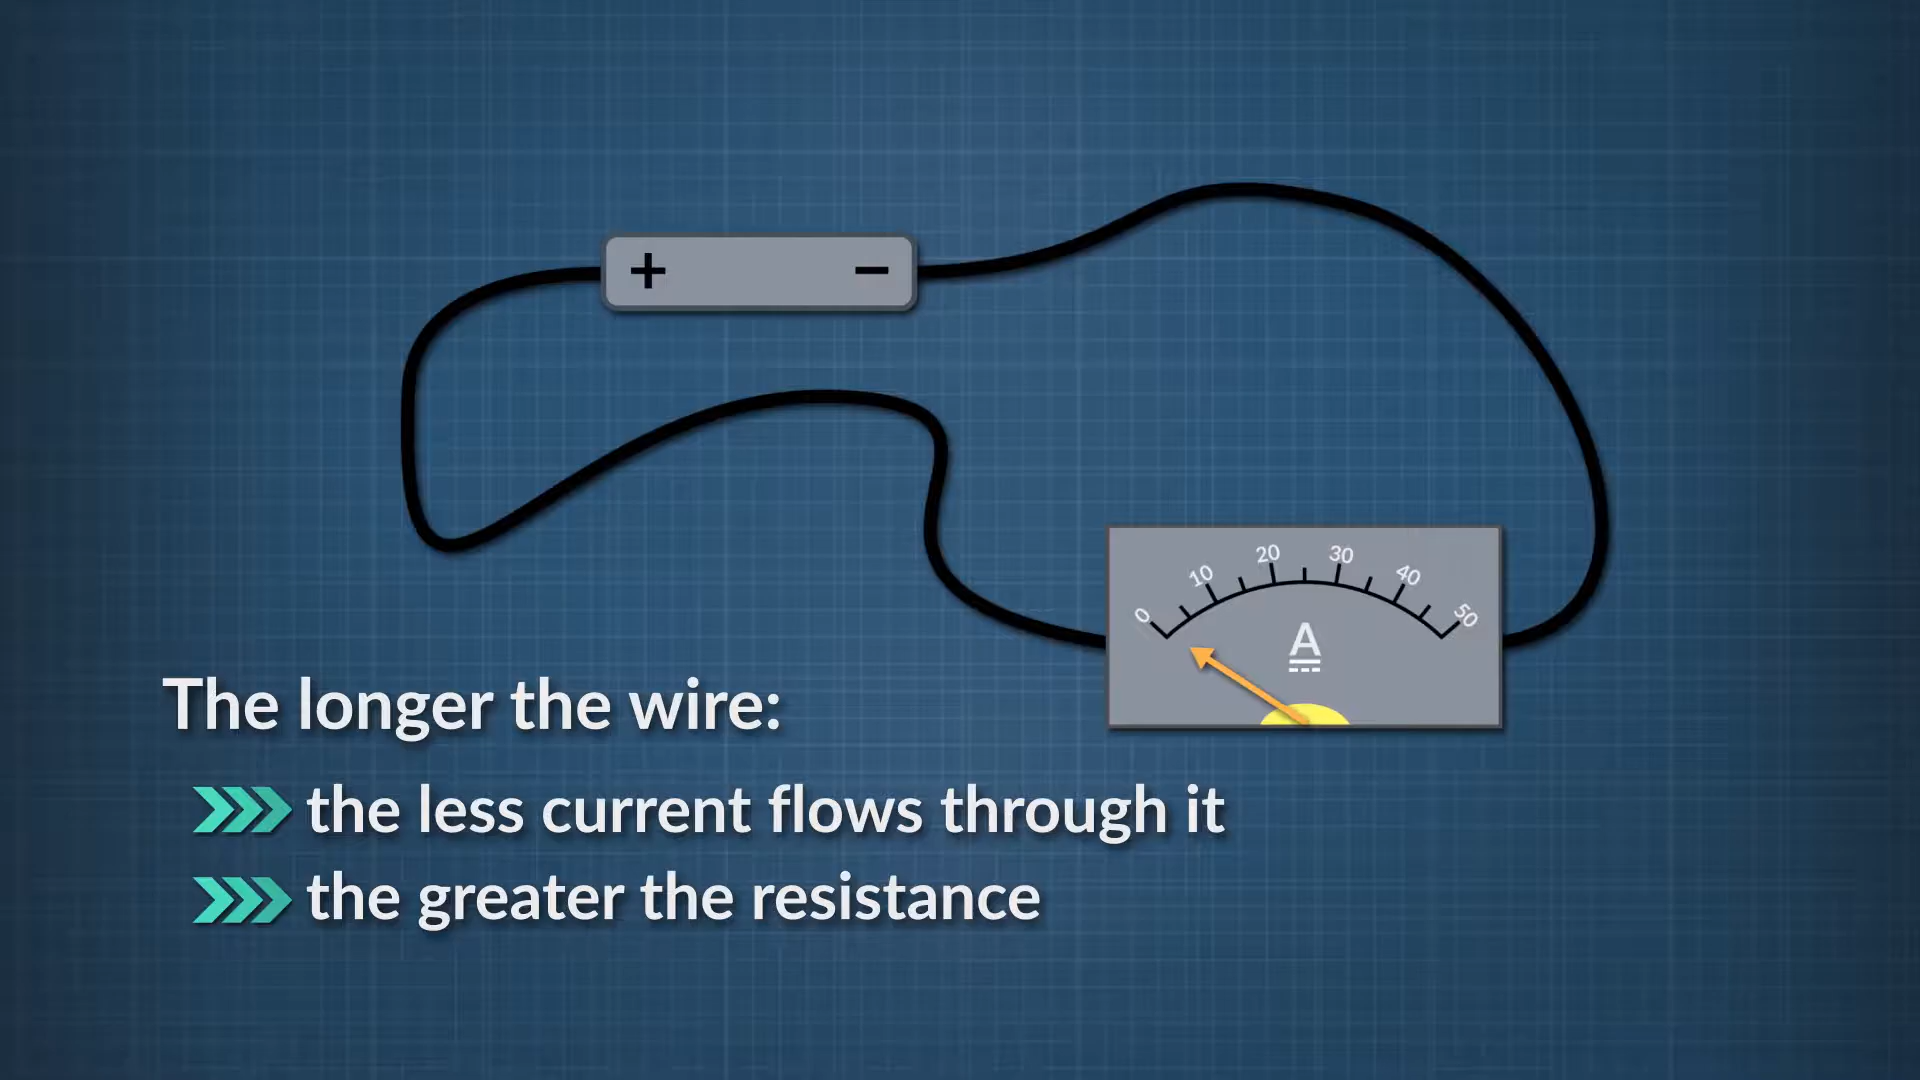 + −
0 10 20 30 40 50
A
The longer the wire:
the less current flows through it
the greater the resistance